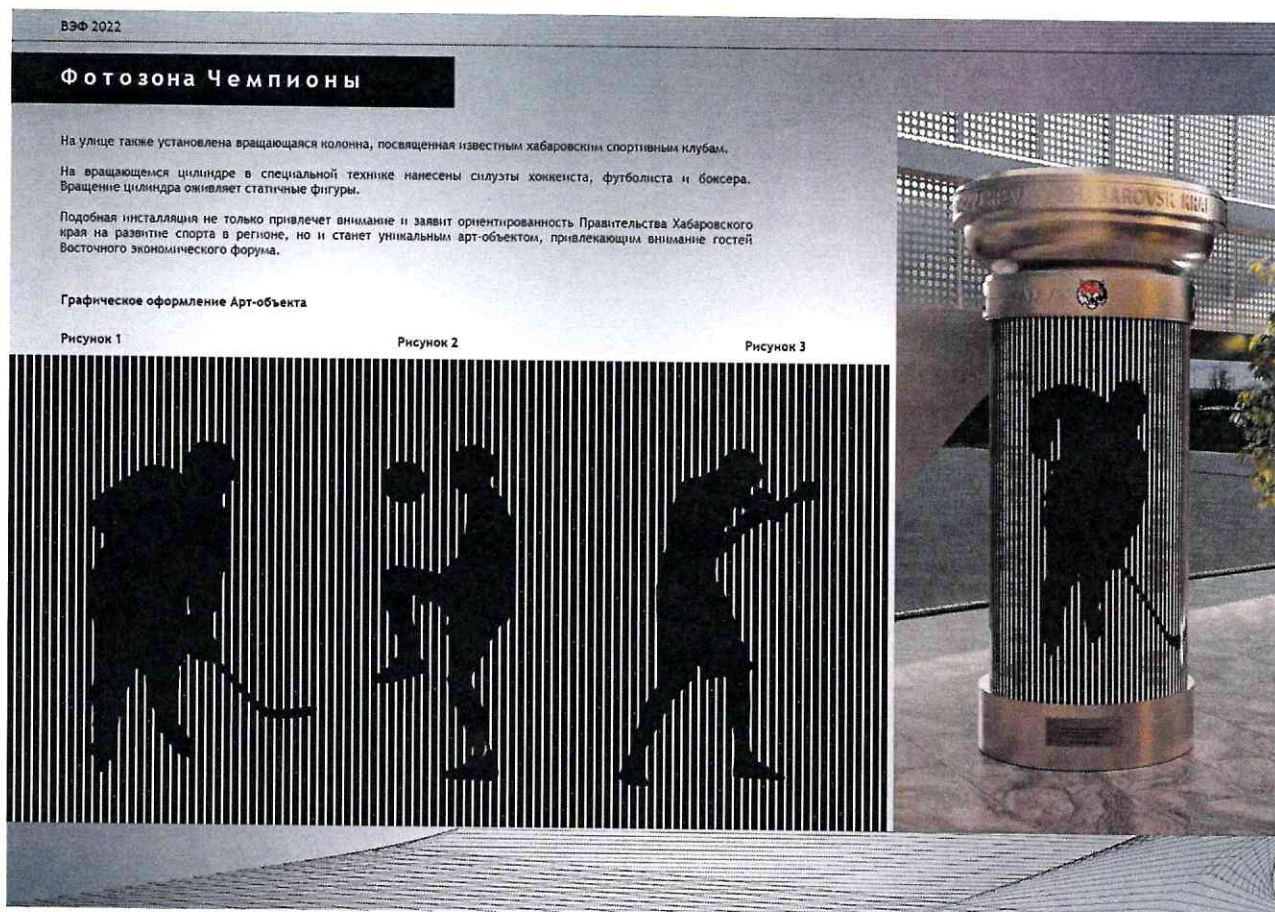 ВЭФ 2022
Фотозона Чемпионы
На улице также установлена вращающаяся колонна, посвященная известным хабаровским спортивным клубам.
На вращающемся цилиндре в специальной технике нанесены силуэты хоккеиста, футболиста и боксера.
Вращение цилиндра оживляет статичные фигуры.
Подобная инсталляция не только привлечет внимание и заявит ориентированность Правительства Хабаровского
края на развитие спорта в регионе, но и станет уникальным арт-объектом, привлекающим внимание гостей
Восточного экономического форума.
Графическое оформление Арт-объекта
Рисунок 1
Рисунок 2
Рисунок 3
KRAI